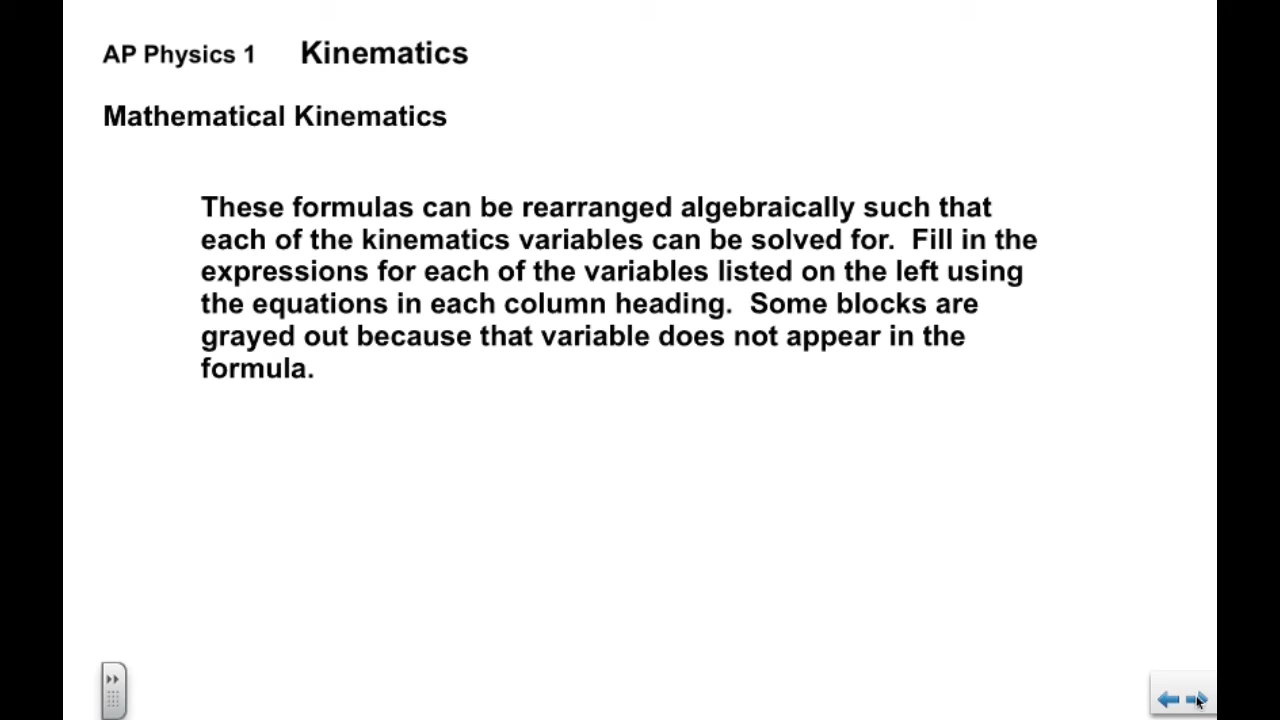 AP Physics 1 Kinematics
Mathematical Kinematics
These formulas can be rearranged algebraically such that
each of the kinematics variables can be solved for. Fill in the
expressions for each of the variables listed on the left using
the equations in each column heading. Some blocks are
grayed out because that variable does not appear in the
formula.